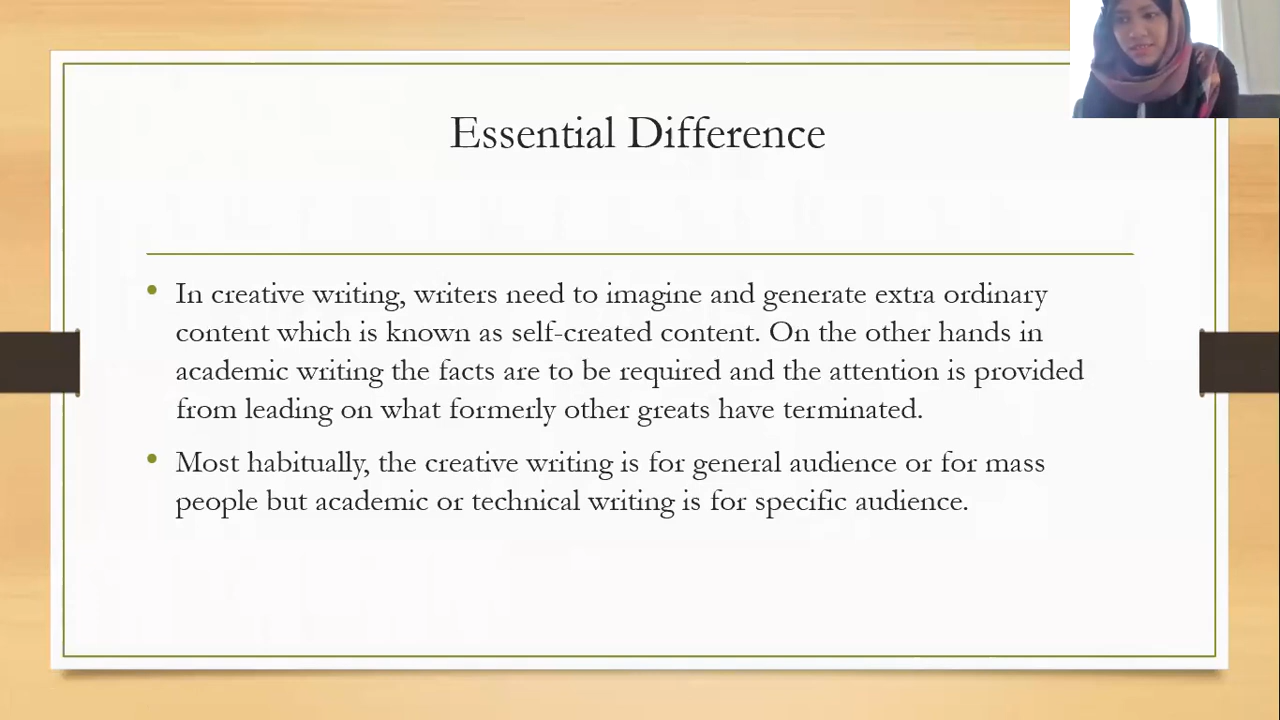 Essential Difference
• In creative writing, writers need to imagine and generate extra ordinary
content which is known as self-created content. On the other hands in
academic writing the facts are to be required and the attention is provided
from leading on what formerly other greats have terminated.
• Most habitually, the creative writing is for general audience or for mass
people but academic or technical writing is for specific audience.